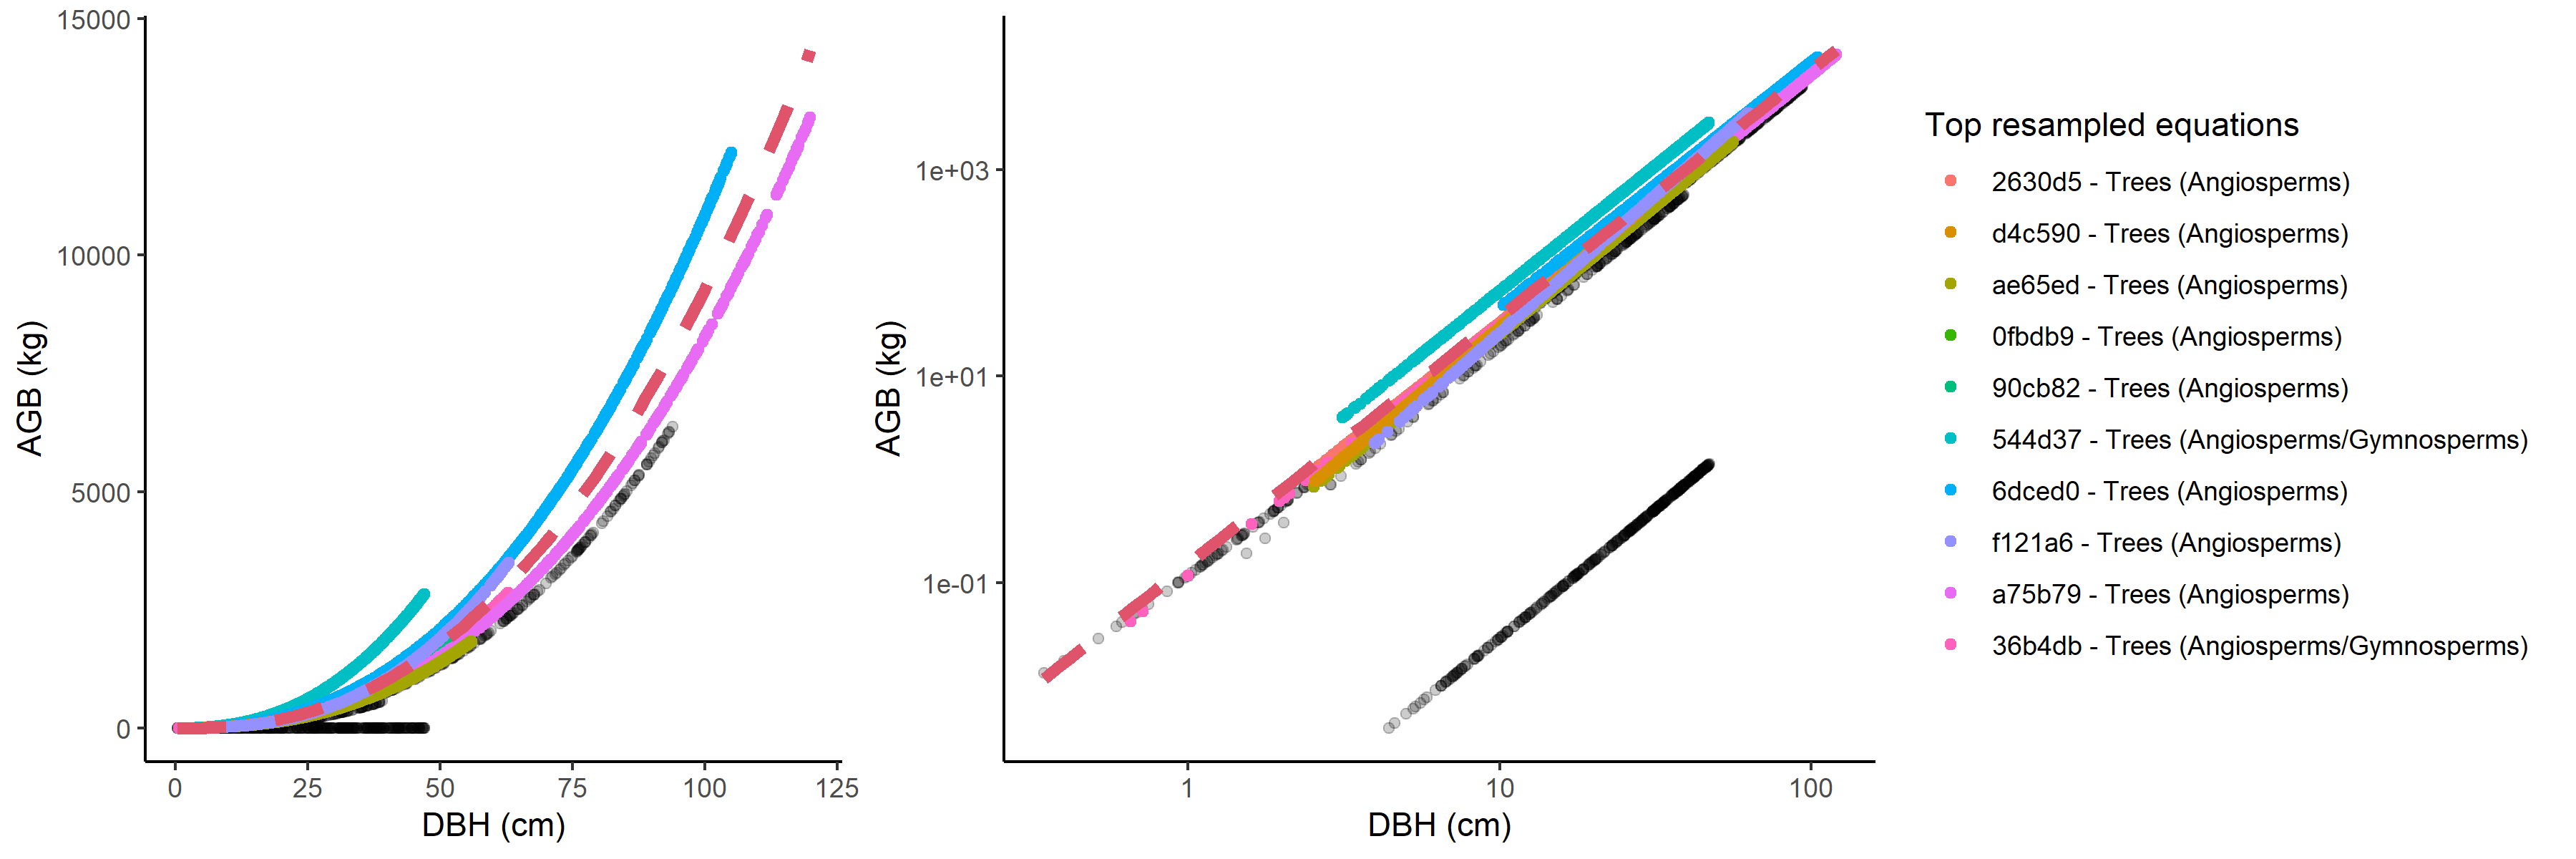 15000
10000
5000
0
AGB (kg)
0 25 50 75 100 125
DBH (cm)
1e+03
1e+01
1e-01
AGB (kg)
1 10 100
DBH (cm)
Top resampled equations
2630d5 - Trees (Angiosperms)
d4c590 - Trees (Angiosperms)
ae65ed - Trees (Angiosperms)
0fbdb9 - Trees (Angiosperms)
90cb82 - Trees (Angiosperms)
544d37 - Trees (Angiosperms/Gymnosperms)
6dced0 - Trees (Angiosperms)
f121a6 - Trees (Angiosperms)
a75b79 - Trees (Angiosperms)
36b4db - Trees (Angiosperms/Gymnosperms)